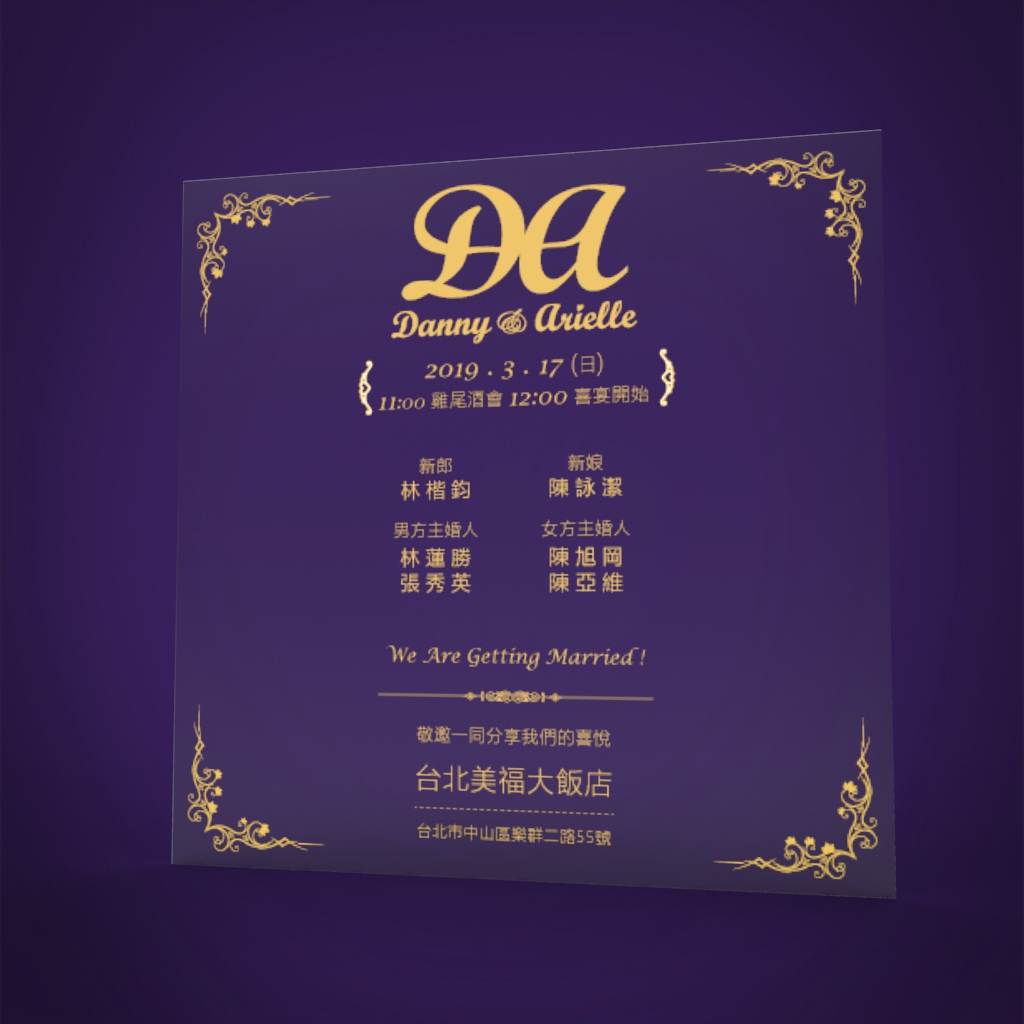 DA
Danny & Arielle
2019 . 3 . 17 (日)
11:00 雞尾酒會 12:00 喜宴開始
新郎 新娘
林楷鈞 陳詠潔
男方主婚人 女方主婚人
林蓮勝 陳旭岡
張秀英 陳亞維
We Are Getting Married !
敬邀一同分享我們的喜悅
台北美福大飯店
台北市中山區樂群二路55號